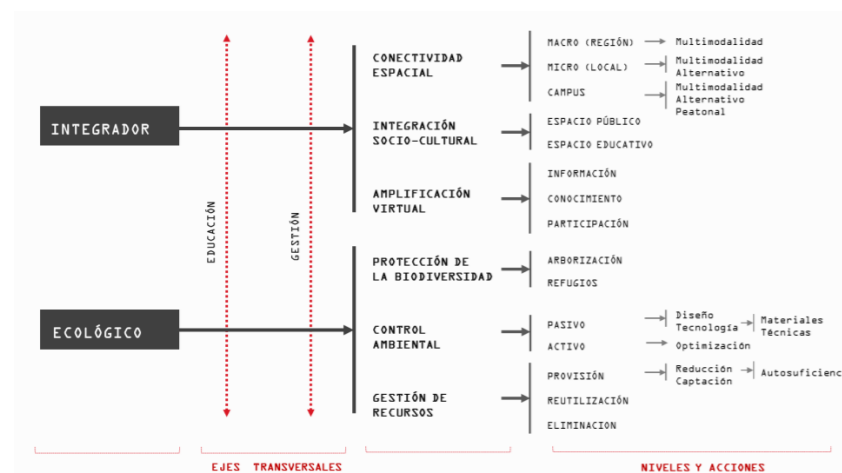 INTEGRADOR
EDUCACIÓN
GESTIÓN
CONECTIVIDAD
ESPACIAL
MACRO (REGIÓN)
Multimodalidad
MICRO (LOCAL)
Multimodalidad
Alternativo
CAMPUS
Multimodalidad
Alternativo
Peatonal
INTEGRACIÓN
SOCIO-CULTURAL
ESPACIO PÚBLICO
ESPACIO EDUCATIVO
AMPLIFICACIÓN
VIRTUAL
INFORMACIÓN
CONOCIMIENTO
PARTICIPACIÓN
ECOLÓGICO
PROTECCIÓN DE
LA BIODIVERSIDAD
ARBORIZACIÓN
REFUGIOS
CONTROL
AMBIENTAL
PASIVO
Diseño
Tecnología
Materiales
Técnicas
ACTIVO
Optimización
GESTIÓN DE
RECURSOS
PROVISIÓN
Reducción
Captación
Autosuficienc
REUTILIZACIÓN
ELIMINACION
EJES TRANSVERSALES
NIVELES Y ACCIONES